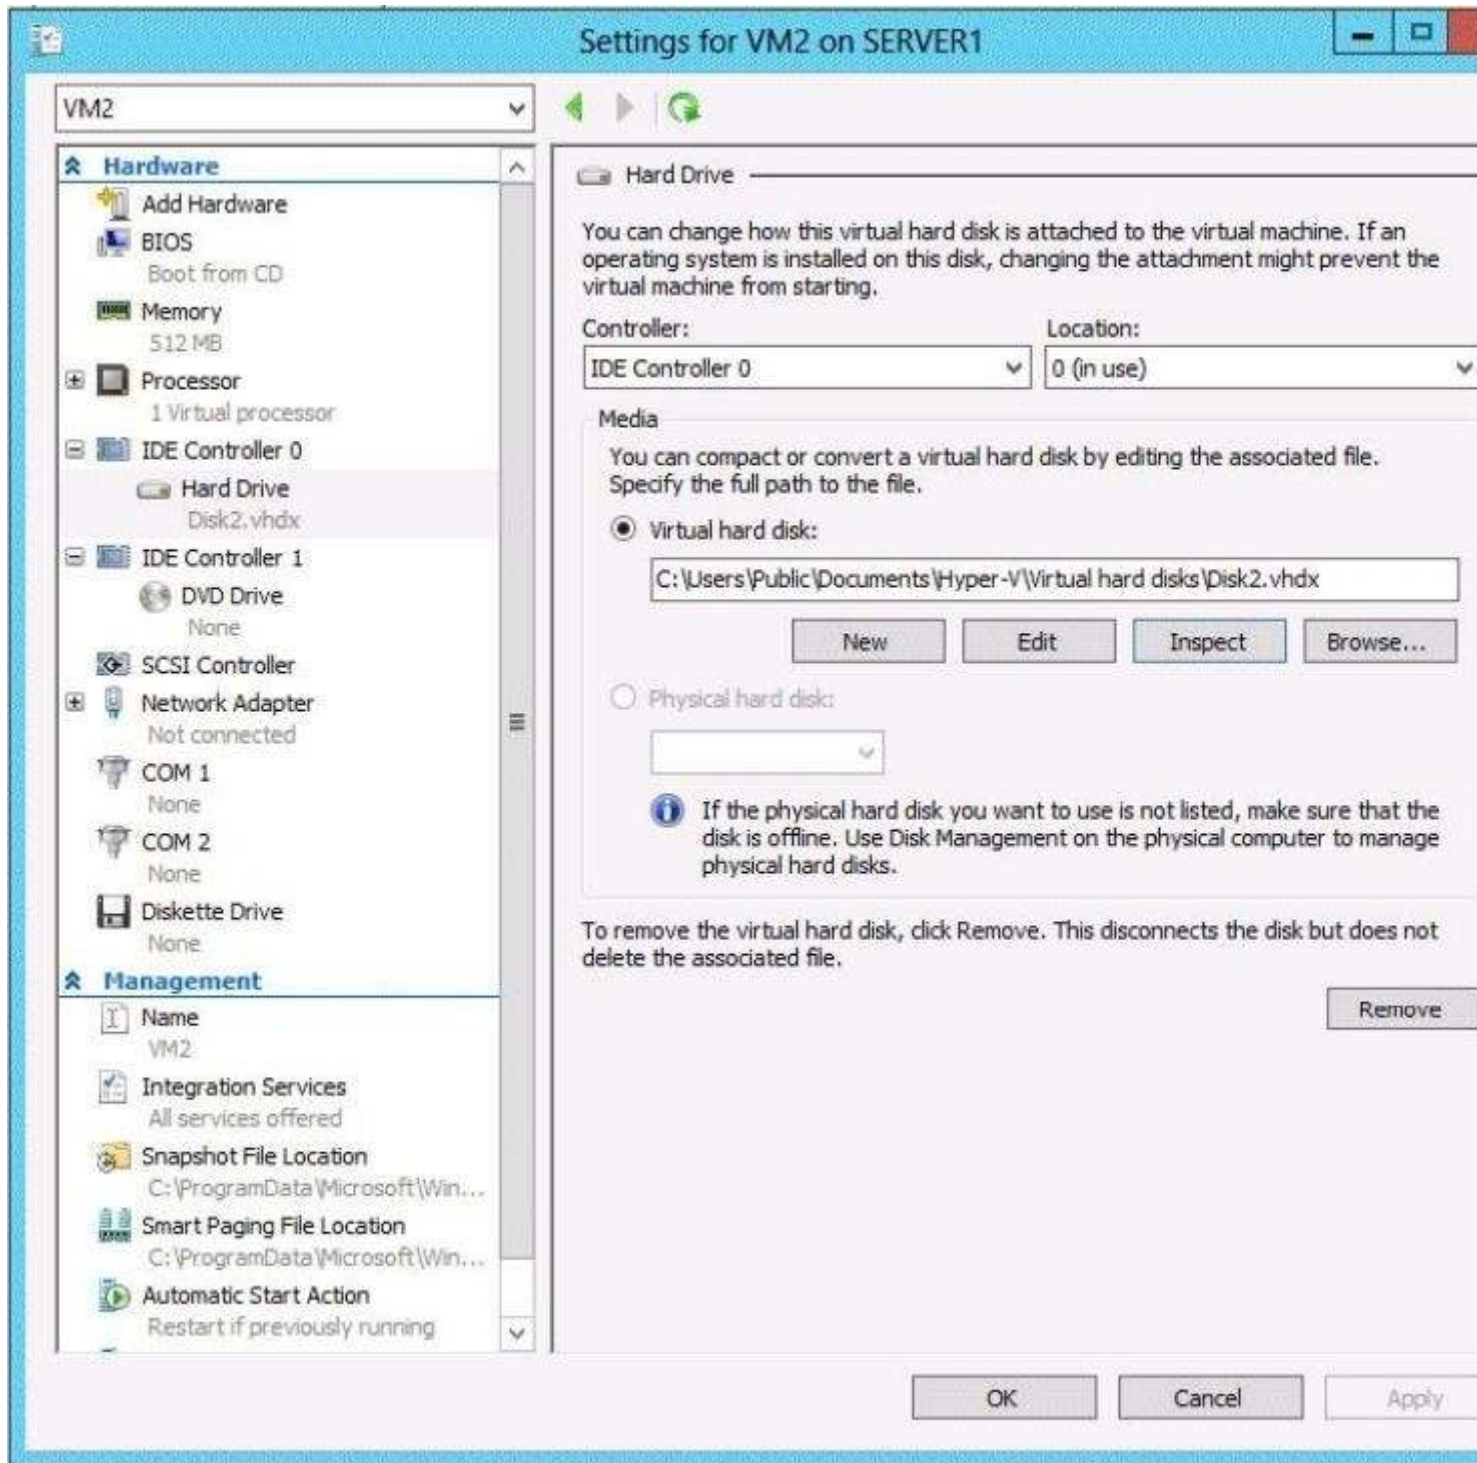 Settings for VM2 on SERVER1
VM2
Hardware
Add Hardware
BIOS
Boot from CD
Memory
512 MB
Processor
1 Virtual processor
IDE Controller 0
Hard Drive
Disk2.vhdx
IDE Controller 1
DVD Drive
None
SCSI Controller
Network Adapter
Not connected
COM 1
None
COM 2
None
Diskette Drive
None
Management
Name
VM2
Integration Services
All services offered
Snapshot File Location
C:\ProgramData\Microsoft\Win...
Smart Paging File Location
C:\ProgramData\Microsoft\Win...
Automatic Start Action
Restart if previously running
Hard Drive
You can change how this virtual hard disk is attached to the virtual machine. If an
operating system is installed on this disk, changing the attachment might prevent the
virtual machine from starting.
Controller: Location:
IDE Controller 0 0 (in use)
Media
You can compact or convert a virtual hard disk by editing the associated file.
Specify the full path to the file.
Virtual hard disk:
C:\Users\Public\Documents\Hyper-V\Virtual hard disks\Disk2.vhdx
New Edit Inspect Browse...
Physical hard disk:
If the physical hard disk you want to use is not listed, make sure that the
disk is offline. Use Disk Management on the physical computer to manage
physical hard disks.
To remove the virtual hard disk, click Remove. This disconnects the disk but does not
delete the associated file.
Remove
OK Cancel Apply